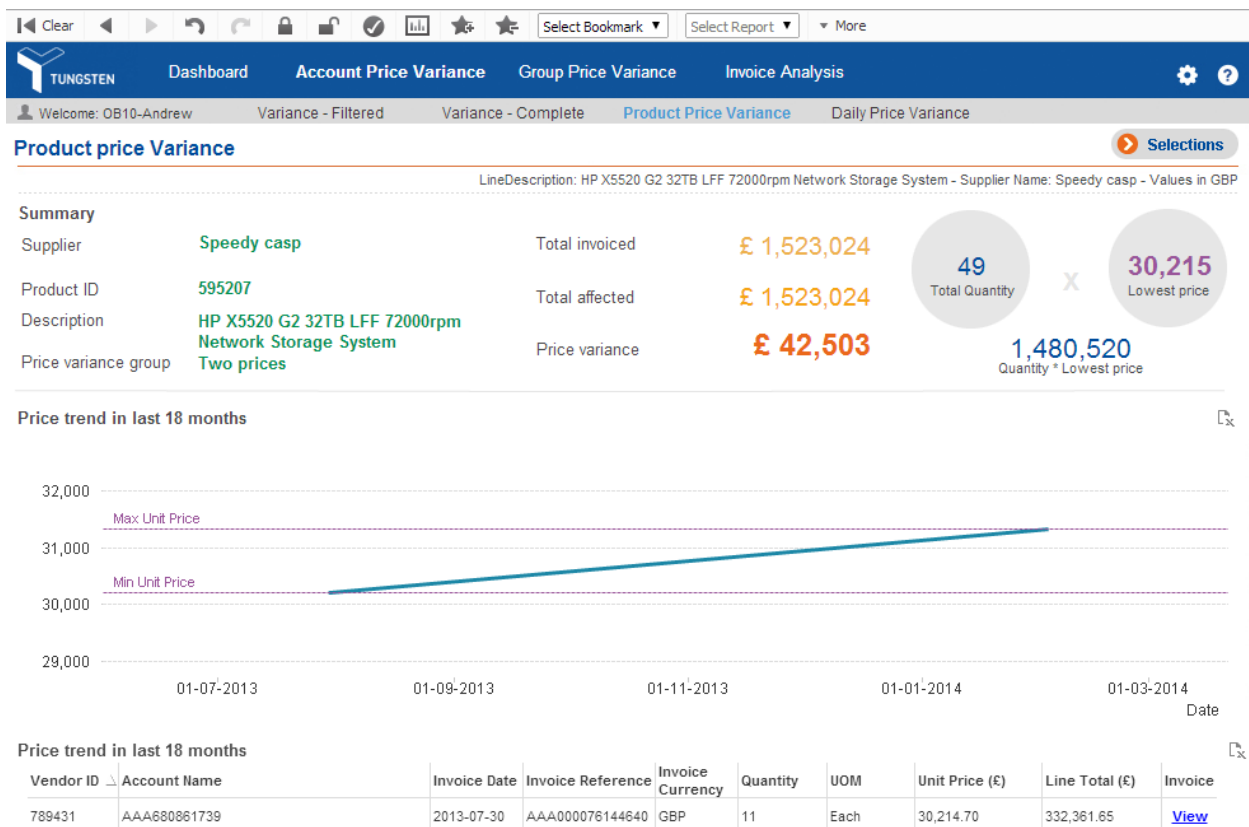 Clear Select Bookmark ▼ Select Report ▼ ▼ More
TUNGSTEN Dashboard Account Price Variance Group Price Variance Invoice Analysis ?
Welcome: OB10-Andrew Variance - Filtered Variance - Complete Product Price Variance Daily Price Variance
Product price Variance Selections
LineDescription: HP X5520 G2 32TB LFF 72000rpm Network Storage System - Supplier Name: Speedy casp - Values in GBP
Summary
Supplier Speedy casp Total invoiced £ 1,523,024
49 x 30,215
Total Quantity Lowest price
Product ID 595207 Total affected £ 1,523,024
Description HP X5520 G2 32TB LFF 72000rpm
Network Storage System Price variance £ 42,503
1,480,520
Quantity * Lowest price
Price variance group Two prices
Price trend in last 18 months
32,000
Max Unit Price
31,000
Min Unit Price
30,000
29,000
01-07-2013 01-09-2013 01-11-2013 01-01-2014 01-03-2014
Date
Price trend in last 18 months
Vendor ID Account Name Invoice Date Invoice Reference Invoice Currency Quantity UOM Unit Price (£) Line Total (£) Invoice
789431 AAA680861739 2013-07-30 AAA000076144640 GBP 11 Each 30,214.70 332,361.65 View